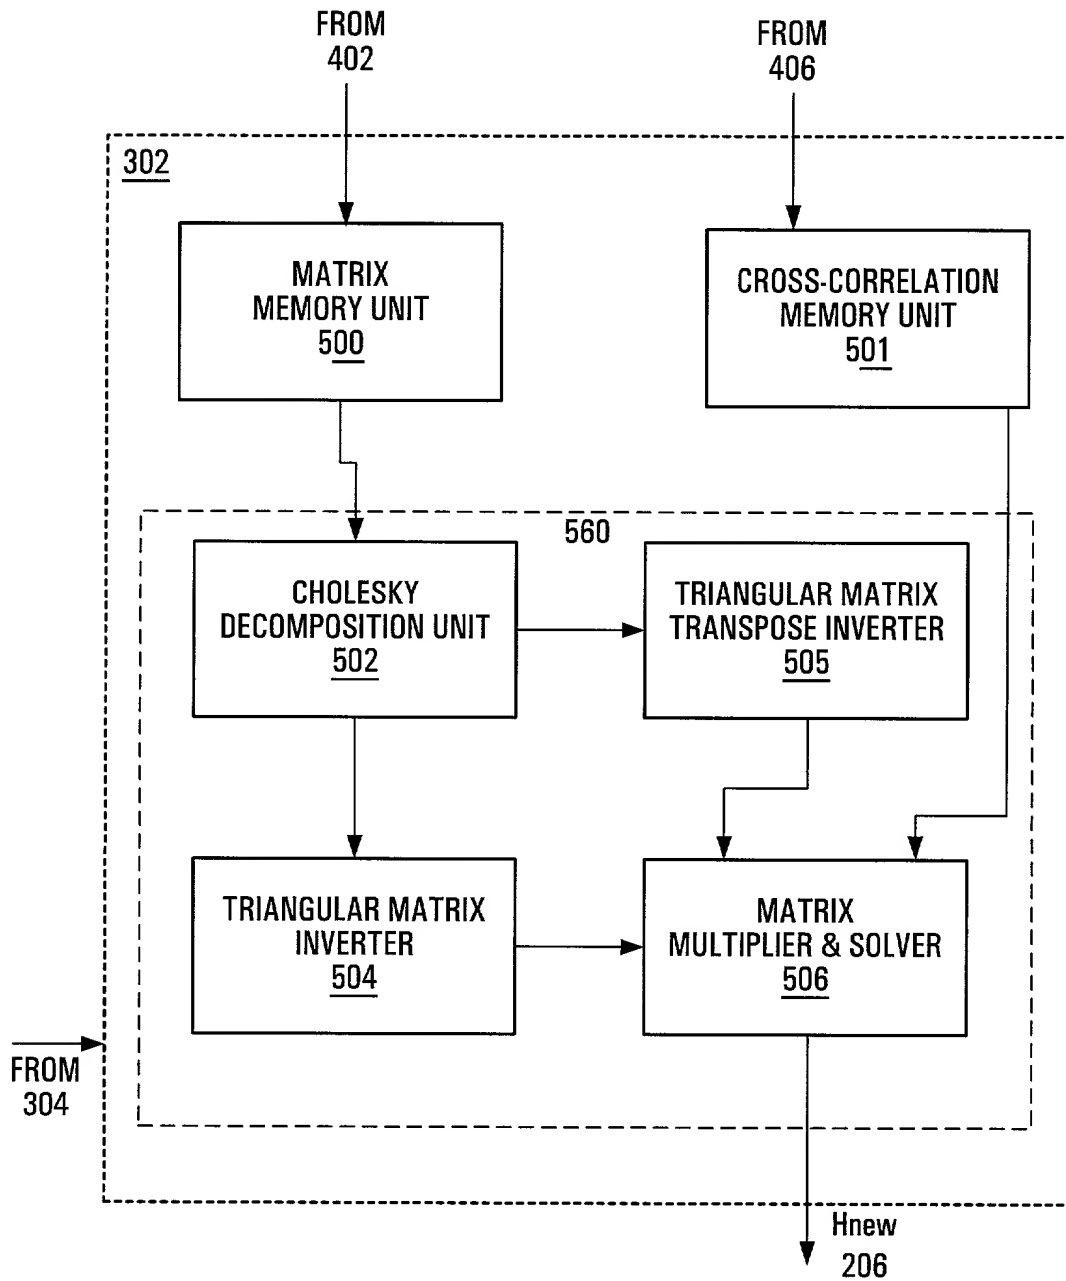 FROM
402
FROM
406
302
MATRIX
MEMORY UNIT
500
CROSS-CORRELATION
MEMORY UNIT
501
560
CHOLESKY
DECOMPOSITION UNIT
502
TRIANGULAR MATRIX
TRANSPOSE INVERTER
505
TRIANGULAR MATRIX
INVERTER
504
MATRIX
MULTIPLIER & SOLVER
506
FROM
304
Hnew
206